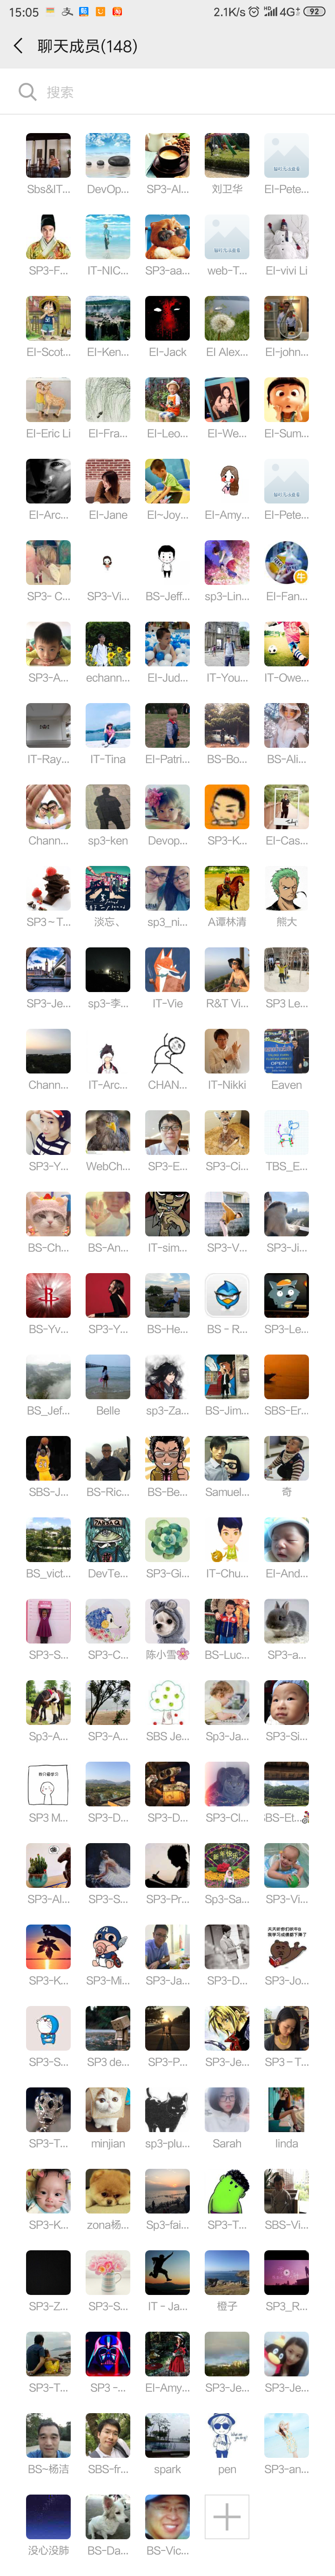 15:05 2.1K/s 4G+ 92
聊天成员(148)
搜索
Sbs&IT... DevOp... SP3-Al... 刘卫华 EI-Pete...
SP3-F... IT-NIC... SP3-aa... web-T... EI-vivi Li
EI-Scot... EI-Ken... EI-Jack EI Alex... EI-john...
EI-Eric Li EI-Fra... EI-Leo... EI-We... EI-Sum...
EI-Arc... EI-Jane EI~Joy... EI-Amy... EI-Pete...
SP3- C... SP3-Vi... BS-Jeff... sp3-Lin... EI-Fan...
SP3-A... echann... EI-Jud... IT-You... IT-Owe...
IT-Ray... IT-Tina EI-Patri... BS-Bo... BS-Ali...
Chann... sp3-ken Devop... SP3-K... EI-Cas...
SP3~T... 淡忘、 sp3_ni... A谭林清 熊大
SP3-Je... sp3-李... IT-Vie R&T Vi... SP3 Le...
Chann... IT-Arc... CHAN... IT-Nikki Eaven
SP3-Y... WebCh... SP3-E... SP3-Ci... TBS_E...
BS-Ch... BS-An... IT-sim... SP3-V... SP3-Ji...
BS-Yv... SP3-Y... BS-He... BS - R... SP3-Le...
BS_Jef... Belle sp3-Za... BS-Jim... SBS-Er...
SBS-J... BS-Ric... BS-Be... Samuel... 奇
BS_vict... DevTe... SP3-Gi... IT-Chu... EI-And...
SP3-S... SP3-C... 陈小雪🌸 BS-Luc... SP3-a...
Sp3-A... SP3-A... SBS Je... Sp3-Ja... SP3-Si...
SP3 M... SP3-D... SP3-D... SP3-Cl... SBS-Et...
SP3-Al... SP3-S... SP3-Pr... Sp3-Sa... SP3-Vi...
SP3-K... SP3-Mi... SP3-Ja... SP3-D... SP3-Jo...
SP3-S... SP3 de... SP3-P... SP3-Je... SP3 – T...
SP3-T... minjian sp3-plu... Sarah linda
SP3-K... zona杨... Sp3-fai... SP3-T... SBS-Vi...
SP3-Z... SP3-S... IT - Ja... 橙子 SP3_R...
SP3-T... SP3 -... EI-Amy... SP3-Je... SP3-Je...
BS~杨洁 SBS-fr... spark pen SP3-an...
没心没肺 BS-Da... BS-Vic...